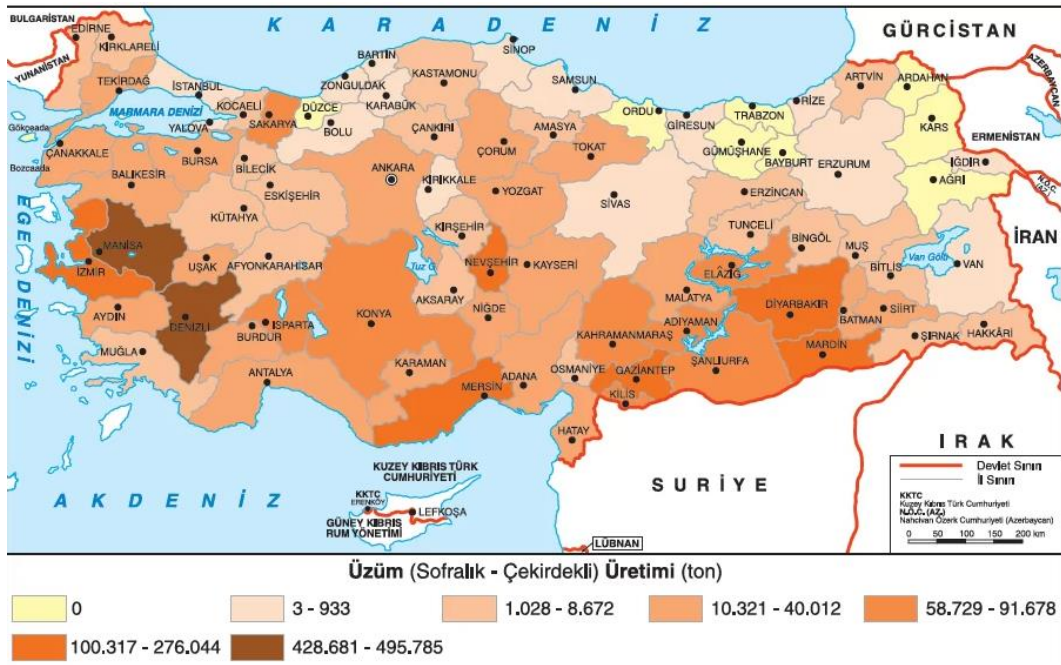 BULGARİSTAN
K A R A D E N İ Z
GÜRCİSTAN
EDİRNE
KIRKLARELİ
YUNANİSTAN
TEKİRDAĞ
İSTANBUL
MARMARA DENİZİ
KOCAELİ
YALOVA
SAKARYA
DÜZCE
BOLU
ZONGULDAK
BARTIN
KARABÜK
KASTAMONU
SİNOP
SAMSUN
ÇANKIRI
AMASYA
ORDU
GİRESUN
TRABZON
RİZE
ARTVİN
ARDAHAN
AZERBAYCAN
KARS
ERMENİSTAN
Gökçeada
Bozcaada
ÇANAKKALE
BALIKESİR
BURSA
BİLECİK
ESKİŞEHİR
ANKARA
KIRIKKALE
ÇORUM
TOKAT
YOZGAT
SİVAS
GÜMÜŞHANE
BAYBURT
ERZURUM
ERZİNCAN
IĞDIR
AĞRI
N.Ö.C.
(AZ.)
İRAN
EGE DENİZİ
MANİSA
İZMİR
KÜTAHYA
UŞAK
AFYONKARAHİSAR
KIRŞEHİR
Tuz G.
NEVŞEHİR
KAYSERİ
AKSARAY
NİĞDE
TUNCELİ
BİNGÖL
MUŞ
ELÂZIĞ
MALATYA
BİTLİS
Van Gölü
VAN
AYDIN
DENİZLİ
BURDUR
ISPARTA
KONYA
KARAMAN
MUĞLA
ANTALYA
MERSİN
ADANA
OSMANİYE
HATAY
KAHRAMANMARAŞ
ADIYAMAN
DİYARBAKIR
BATMAN
SİİRT
ŞIRNAK
HAKKÂRİ
MARDİN
ŞANLIURFA
GAZİANTEP
KİLİS
A K D E N İ Z
KUZEY KIBRIS TÜRK
CUMHURİYETİ
KKTC
ERENKÖY
LEFKOŞA
GÜNEY KIBRIS
RUM YÖNETİMİ
S U R İ Y E
I R A K
LÜBNAN
Devlet Sınırı
İl Sınırı
KKTC
Kuzey Kıbrıs Türk Cumhuriyeti
N.Ö.C. (AZ.)
Nahcivan Özerk Cumhuriyeti (Azerbaycan)
0 50 100 150 200 km
Üzüm (Sofralık - Çekirdekli) Üretimi (ton)
0 3 - 933 1.028 - 8.672 10.321 - 40.012 58.729 - 91.678
100.317 - 276.044 428.681 - 495.785